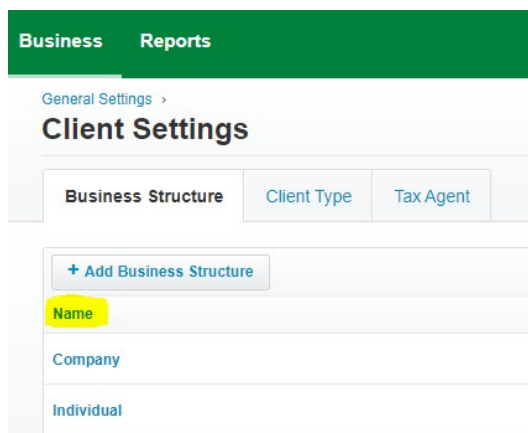 Business Reports
General Settings ›
Client Settings
Business Structure Client Type Tax Agent
+ Add Business Structure
Name
Company
Individual